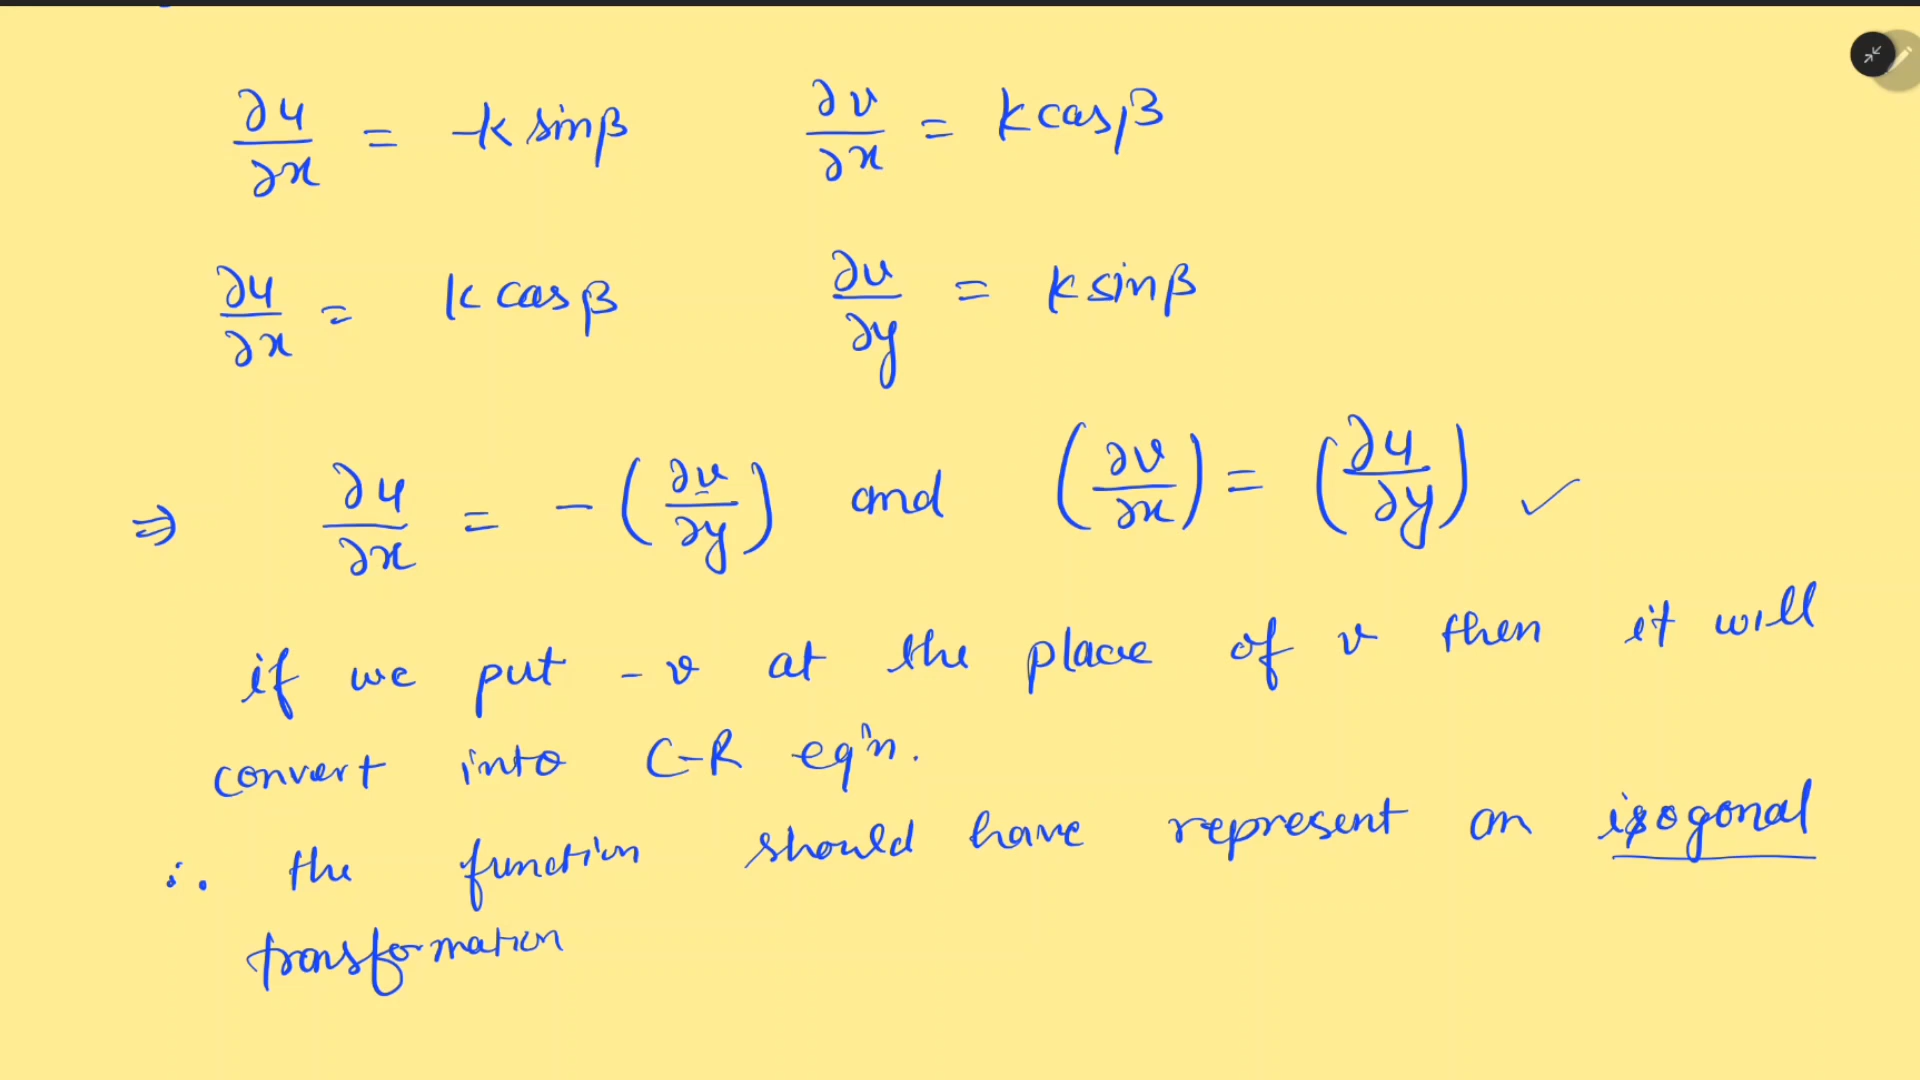 ∂u/∂x = -k sinβ ∂v/∂x = k cosβ
∂u/∂x = k cosβ ∂v/∂y = k sinβ
⇒ ∂u/∂x = - (∂v/∂y) and (∂v/∂x) = (∂u/∂y) ✓
if we put -v at the place of v then it will
convert into C-R eq'n.
∴ the function should have represent an isogonal
transformation